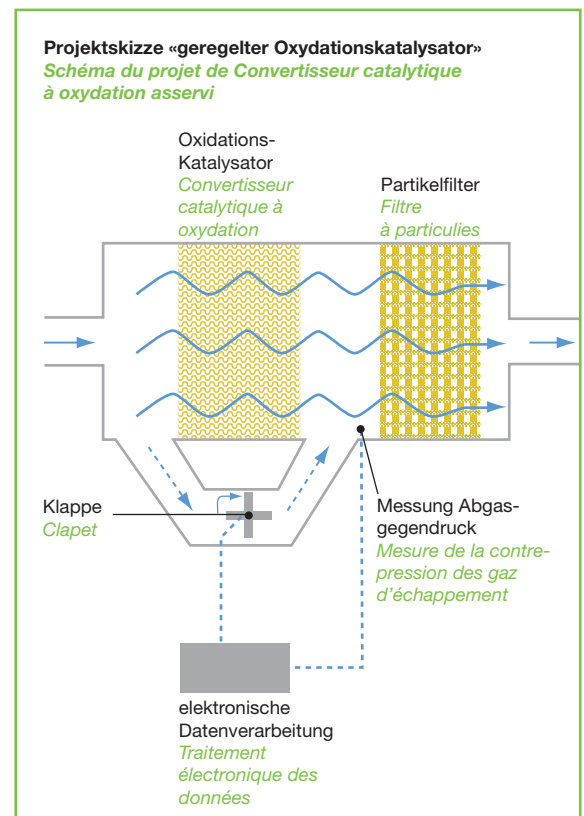 Projektskizze «geregelter Oxydationskatalysator»
Schéma du projet de Convertisseur catalytique
à oxydation asservi
Oxidations-
Katalysator
Convertisseur
catalytique à
oxydation
Partikelfilter
Filtre
à particulies
Klappe
Clapet
Messung Abgas-
gegendruck
Mesure de la contre-
pression des gaz
d'échappement
elektronische
Datenverarbeitung
Traitement
électronique des
données